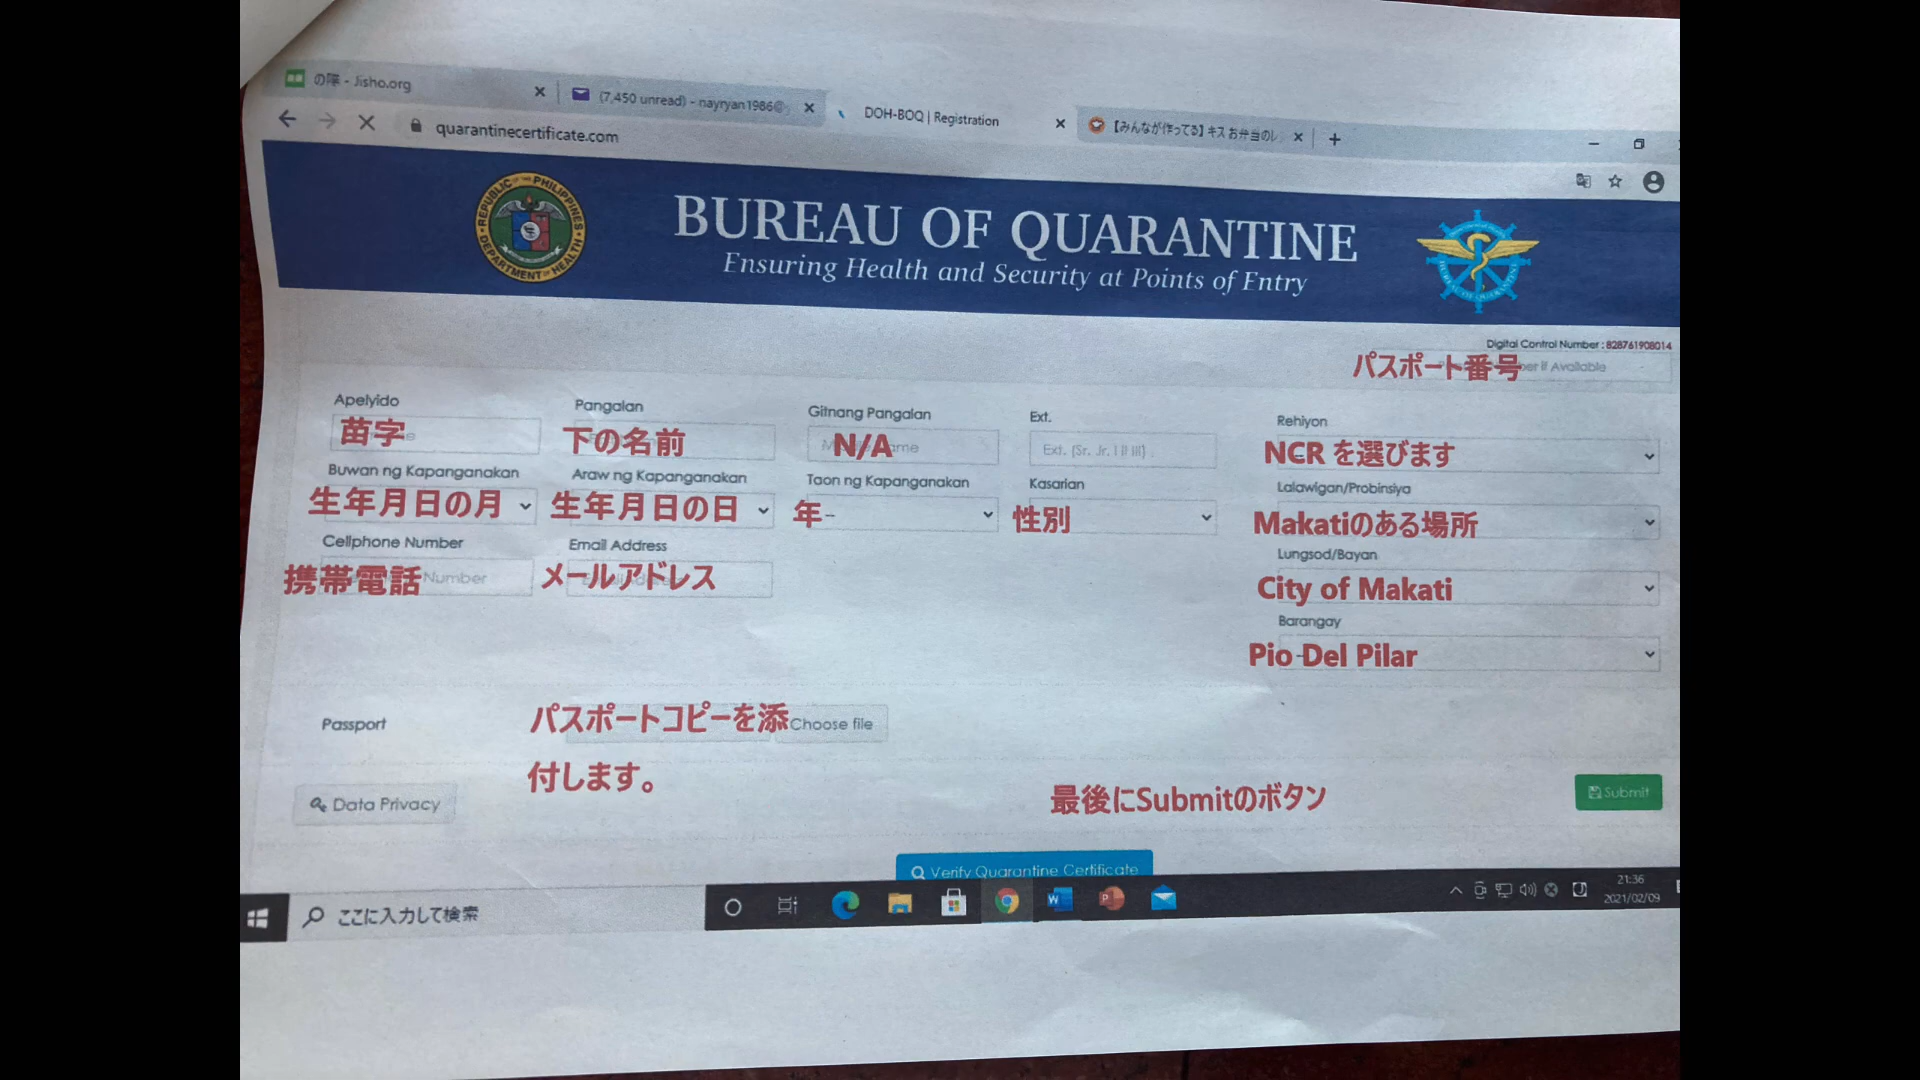 の際 - Jisho.org
(7,450 unread) - nayryan1986@
DOH-BOQ | Registration
【みんなが作ってる】キス お弁当のレ
quarantinecertificate.com
REPUBLIC OF THE PHILIPPINES
DEPARTMENT OF HEALTH
BUREAU OF QUARANTINE
Ensuring Health and Security at Points of Entry
BUREAU OF QUARANTINE
Digital Control Number : 828761908014
パスポート番号 if Available
Apelyido
Pangalan
Gitnang Pangalan
Ext.
Rehiyon
苗字
下の名前
N/A
Ext. (Sr. Jr. I II III)
NCR を選びます
Buwan ng Kapanganakan
Araw ng Kapanganakan
Taon ng Kapanganakan
Kasarian
Lalawigan/Probinsiya
生年月日の月
生年月日の日
年-
性別
Makatiのある場所
Cellphone Number
Email Address
Lungsod/Bayan
携帯電話 Number
メールアドレス
City of Makati
Barangay
Pio Del Pilar
Passport
パスポートコピーを添
Choose file
付します。
Data Privacy
最後にSubmitのボタン
Submit
Verify Quarantine Certificate
ここに入力して検索
21:36
2021/02/09